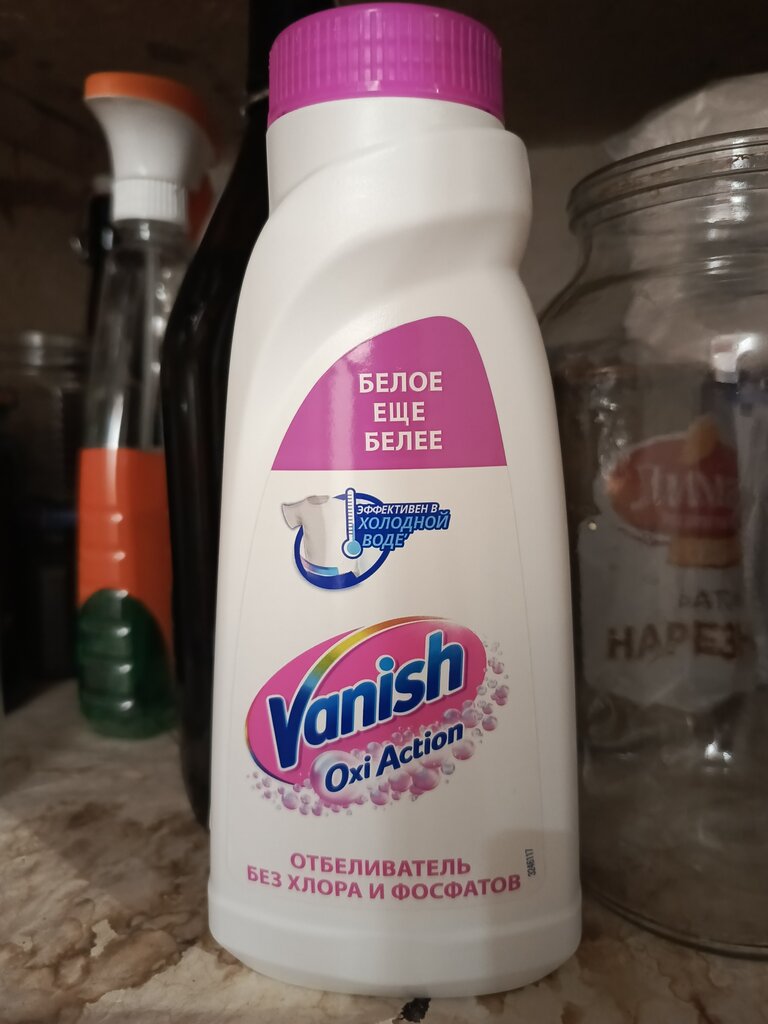 БЕЛОЕ
ЕЩЕ
БЕЛЕЕ
ЭФФЕКТИВЕН В
ХОЛОДНОЙ
ВОДЕ
Vanish
Oxi Action
ОТБЕЛИВАТЕЛЬ
БЕЗ ХЛОРА И ФОСФАТОВ